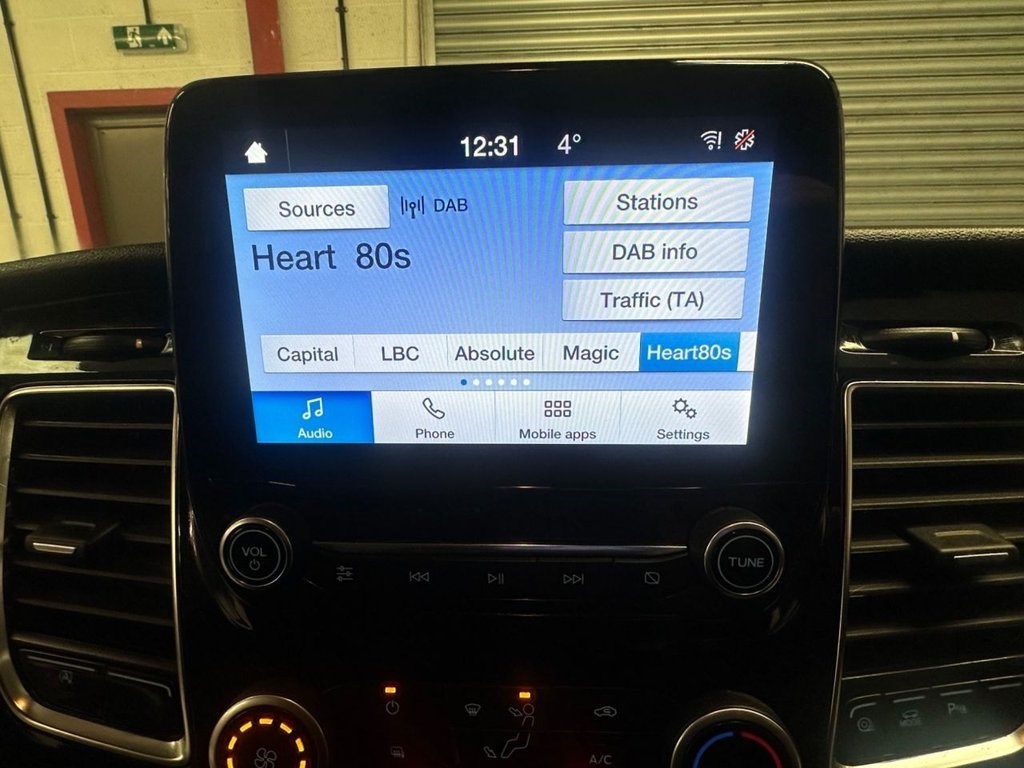 12:31 4°
Sources DAB Stations
Heart 80s
DAB info
Traffic (TA)
Capital LBC Absolute Magic Heart80s
Audio Phone Mobile apps Settings
VOL
TUNE
A/C